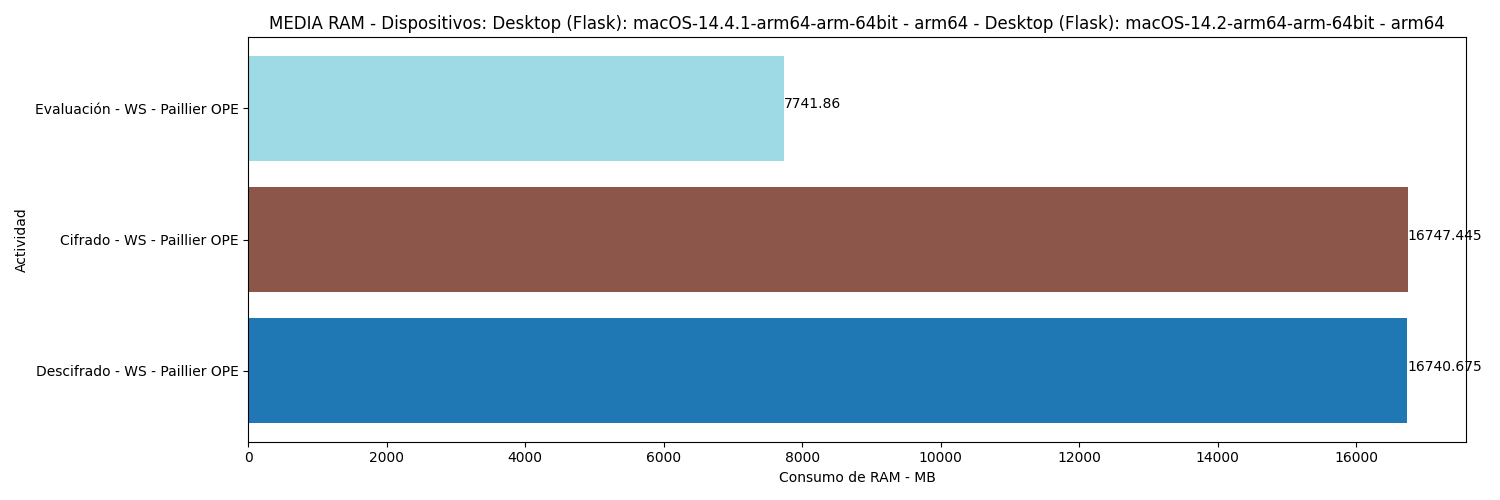 MEDIA RAM - Dispositivos: Desktop (Flask): macOS-14.4.1-arm64-arm-64bit - arm64 - Desktop (Flask): macOS-14.2-arm64-arm-64bit - arm64
Evaluación - WS - Paillier OPE
7741.86
Actividad
Cifrado - WS - Paillier OPE
16747.445
Descifrado - WS - Paillier OPE
16740.675
0 2000 4000 6000 8000 10000 12000 14000 16000
Consumo de RAM - MB